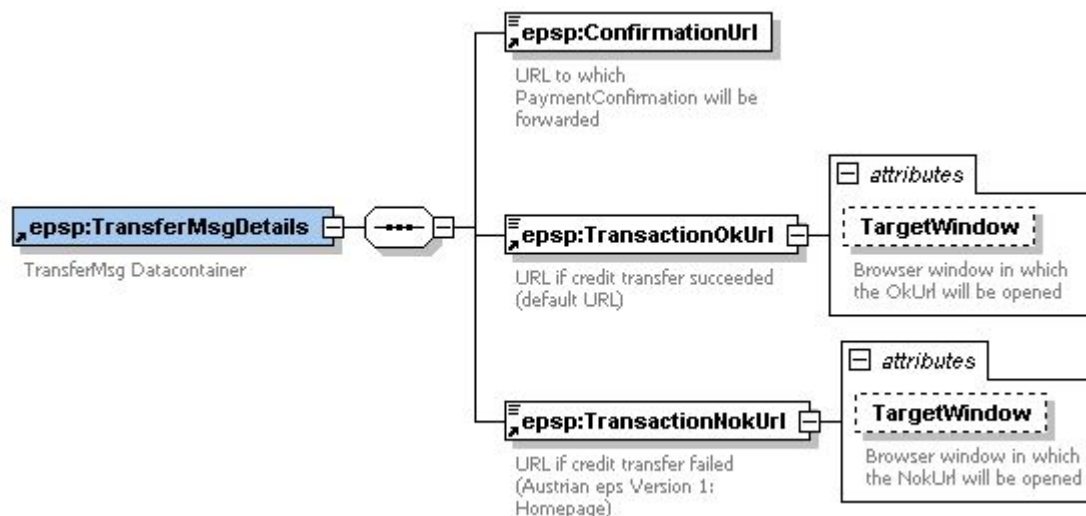 epsp:ConfirmationUrl
URL to which
PaymentConfirmation will be
forwarded
attributes
epsp:TransferMsgDetails
epsp:TransactionOkUrl
TargetWindow
TransferMsg Datacontainer
URL if credit transfer succeeded
(default URL)
Browser window in which
the OkUrl will be opened
attributes
epsp:TransactionNokUrl
TargetWindow
URL if credit transfer failed
(Austrian eps Version 1:
Homepage)
Browser window in which
the NokUrl will be opened